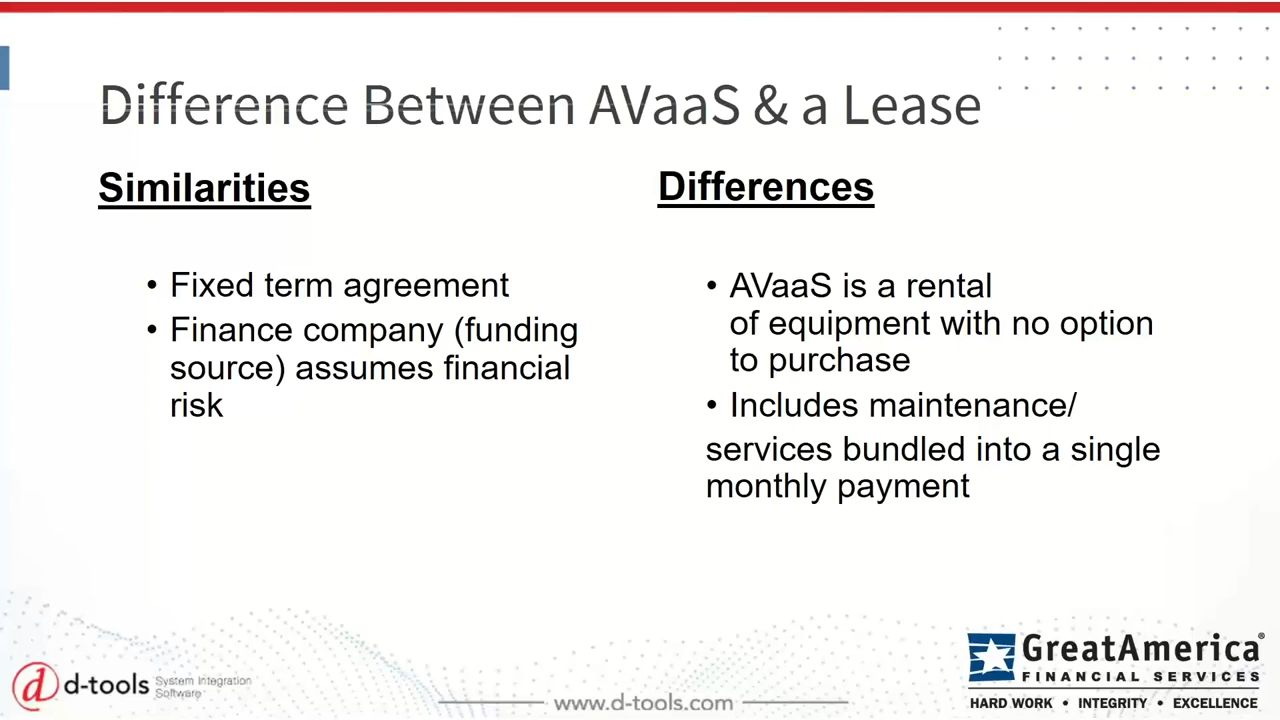 Difference Between AVaaS & a Lease
Similarities
• Fixed term agreement
• Finance company (funding
source) assumes financial
risk
Differences
• AVaaS is a rental
of equipment with no option
to purchase
• Includes maintenance/
services bundled into a single
monthly payment
d d-tools System Integration
Software
www.d-tools.com
GreatAmerica®
FINANCIAL SERVICES
HARD WORK • INTEGRITY • EXCELLENCE